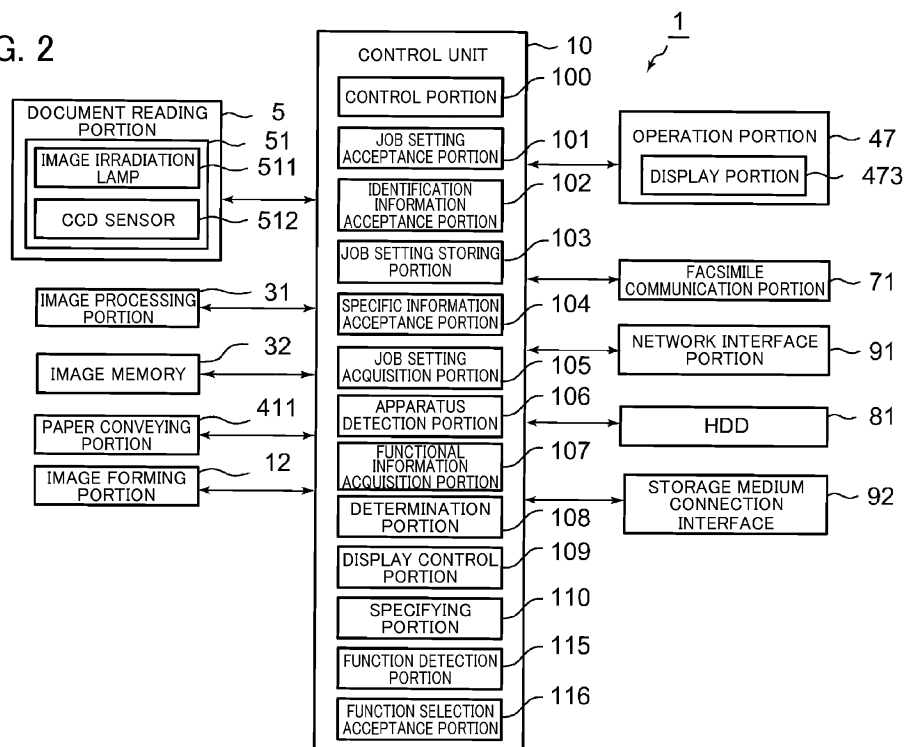 G. 2
1
DOCUMENT READING
PORTION
5
51
IMAGE IRRADIATION
LAMP
511
CCD SENSOR
512
IMAGE PROCESSING
PORTION
31
IMAGE MEMORY
32
PAPER CONVEYING
PORTION
411
IMAGE FORMING
PORTION
12
CONTROL UNIT
10
CONTROL PORTION
100
JOB SETTING
ACCEPTANCE PORTION
101
IDENTIFICATION
INFORMATION
ACCEPTANCE PORTION
102
JOB SETTING STORING
PORTION
103
SPECIFIC INFORMATION
ACCEPTANCE PORTION
104
JOB SETTING
ACQUISITION PORTION
105
APPARATUS
DETECTION PORTION
106
FUNCTIONAL
INFORMATION
ACQUISITION PORTION
107
DETERMINATION
PORTION
108
DISPLAY CONTROL
PORTION
109
SPECIFYING
PORTION
110
FUNCTION DETECTION
PORTION
115
FUNCTION SELECTION
ACCEPTANCE PORTION
116
OPERATION PORTION
47
DISPLAY PORTION
473
FACSIMILE
COMMUNICATION PORTION
71
NETWORK INTERFACE
PORTION
91
HDD
81
STORAGE MEDIUM
CONNECTION
INTERFACE
92